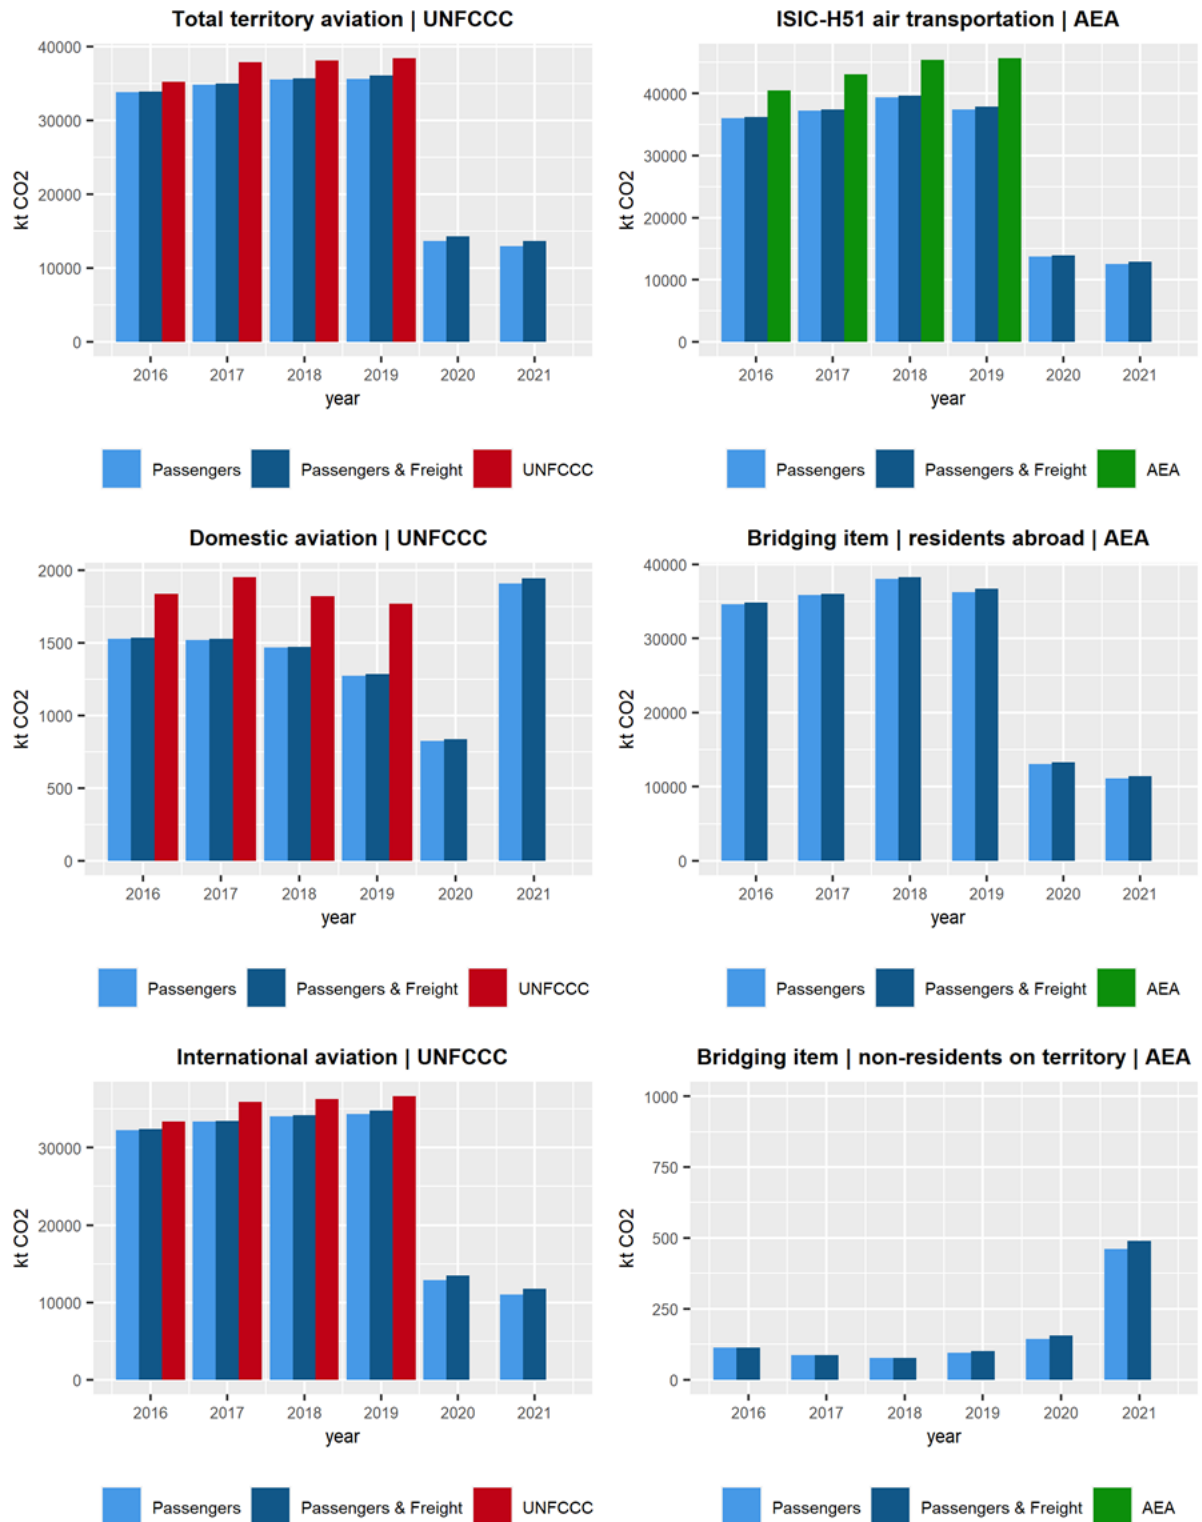 Total territory aviation | UNFCCC
kt CO2
40000
30000
20000
10000
0
2016 2017 2018 2019 2020 2021
year
Passengers Passengers & Freight UNFCCC
ISIC-H51 air transportation | AEA
kt CO2
40000
30000
20000
10000
0
2016 2017 2018 2019 2020 2021
year
Passengers Passengers & Freight AEA
Domestic aviation | UNFCCC
kt CO2
2000
1500
1000
500
0
2016 2017 2018 2019 2020 2021
year
Passengers Passengers & Freight UNFCCC
Bridging item | residents abroad | AEA
kt CO2
40000
30000
20000
10000
0
2016 2017 2018 2019 2020 2021
year
Passengers Passengers & Freight AEA
International aviation | UNFCCC
kt CO2
30000
20000
10000
0
2016 2017 2018 2019 2020 2021
year
Passengers Passengers & Freight UNFCCC
Bridging item | non-residents on territory | AEA
kt CO2
1000
750
500
250
0
2016 2017 2018 2019 2020 2021
year
Passengers Passengers & Freight AEA